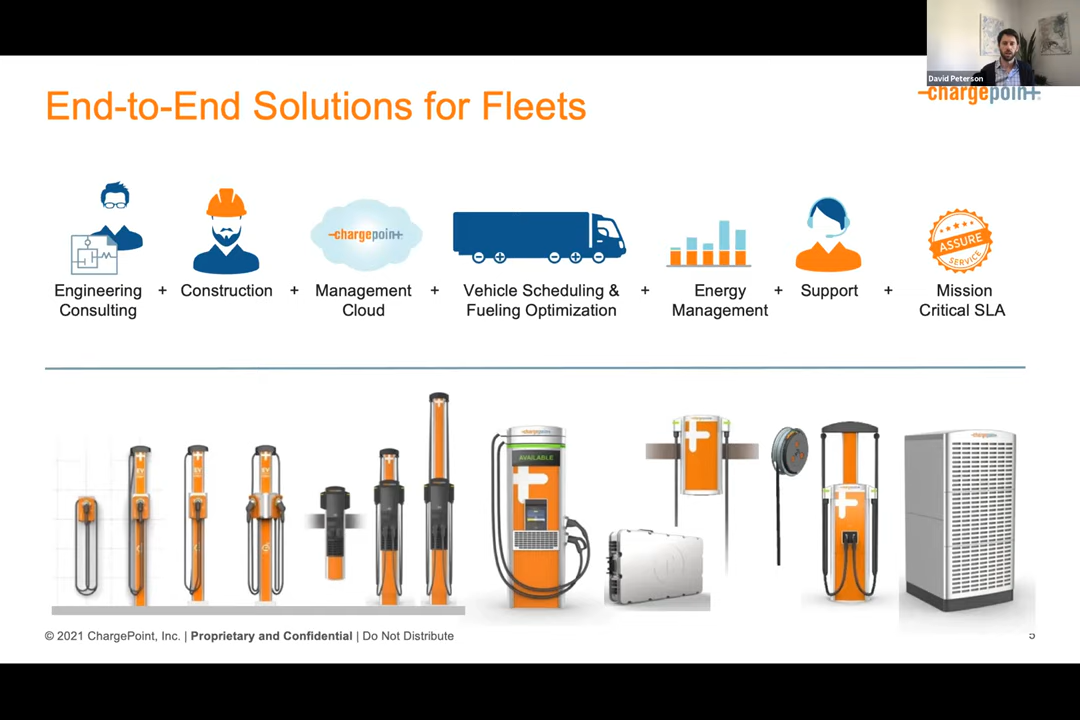 David Peterson
-chargepoin+
End-to-End Solutions for Fleets
-chargepoin+
ASSURE
SERVICE
Engineering + Construction + Management + Vehicle Scheduling & + Energy + Support + Mission
Consulting Cloud Fueling Optimization Management Critical SLA
AVAILABLE
© 2021 ChargePoint, Inc. | Proprietary and Confidential | Do Not Distribute
5